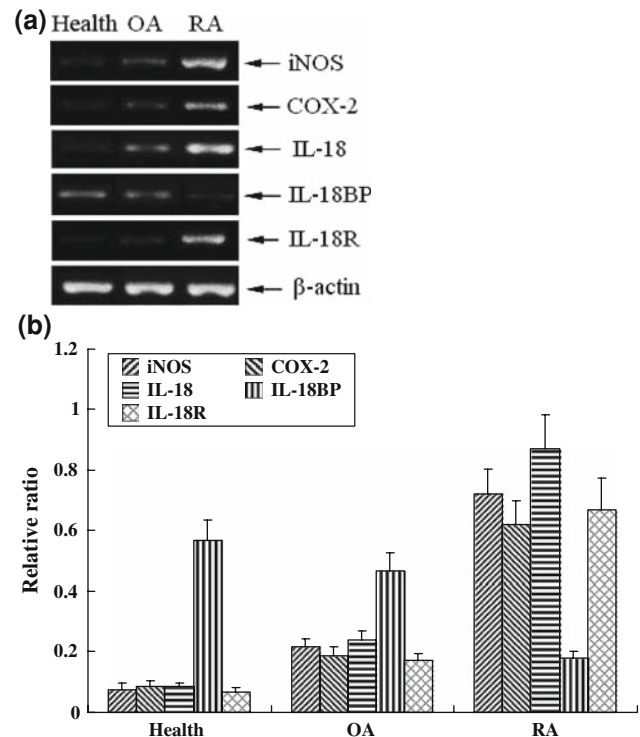 (a)
Health OA RA
iNOS
COX-2
IL-18
IL-18BP
IL-18R
β-actin
(b)
1.2
1
0.8
0.6
0.4
0.2
0
Relative ratio
iNOS COX-2
IL-18 IL-18BP
IL-18R
Health OA RA